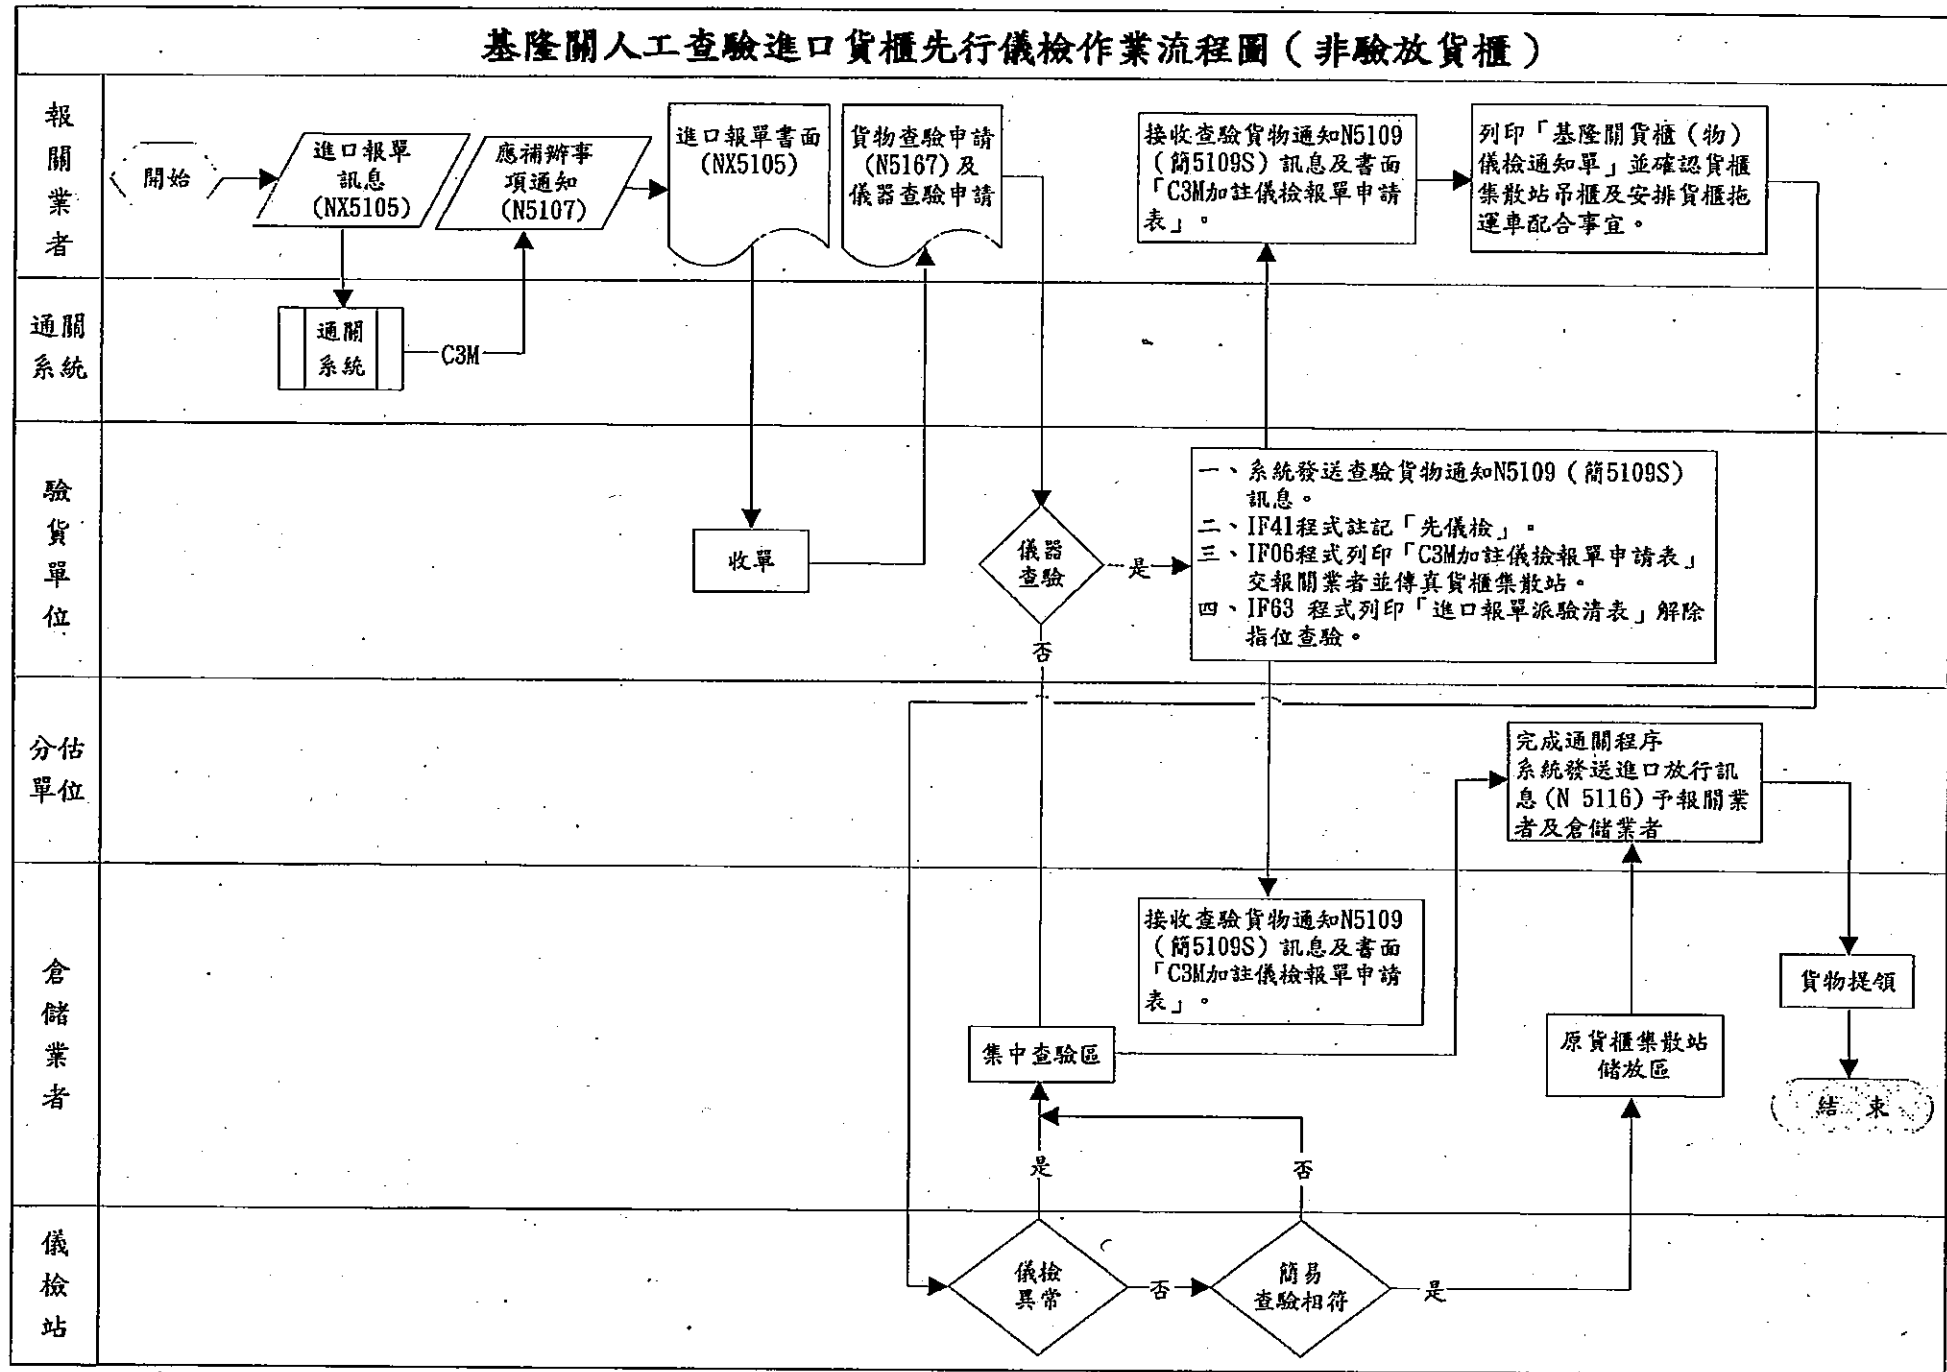 基隆關人工查驗進口貨櫃先行儀檢作業流程圖（非驗放貨櫃）
報
關
業
者
開始
進口報單
訊息
(NX5105)
應補辦事
項通知
(N5107)
進口報單書面
(NX5105)
貨物查驗申請
(N5167)及
儀器查驗申請
接收查驗貨物通知N5109
（簡5109S）訊息及書面
「C3M加註儀檢報單申請
表」。
列印「基隆關貨櫃（物）
儀檢通知單」並確認貨櫃
集散站吊櫃及安排貨櫃拖
運車配合事宜。
通關
系統
通關
系統
C3M
驗
貨
單
位
收單
儀器
查驗
是
否
一、系統發送查驗貨物通知N5109（簡5109S）
訊息。
二、IF41程式註記「先儀檢」。
三、IF06程式列印「C3M加註儀檢報單申請表」
交報關業者並傳真貨櫃集散站。
四、IF63 程式列印「進口報單派驗清表」解除
指位查驗。
分估
單位
完成通關程序
系統發送進口放行訊
息(N 5116)予報關業
者及倉儲業者
倉
儲
業
者
接收查驗貨物通知N5109
（簡5109S）訊息及書面
「C3M加註儀檢報單申請
表」。
集中查驗區
原貨櫃集散站
儲放區
貨物提領
結 束
是
否
儀
檢
站
儀檢
異常
否
簡易
查驗相符
是